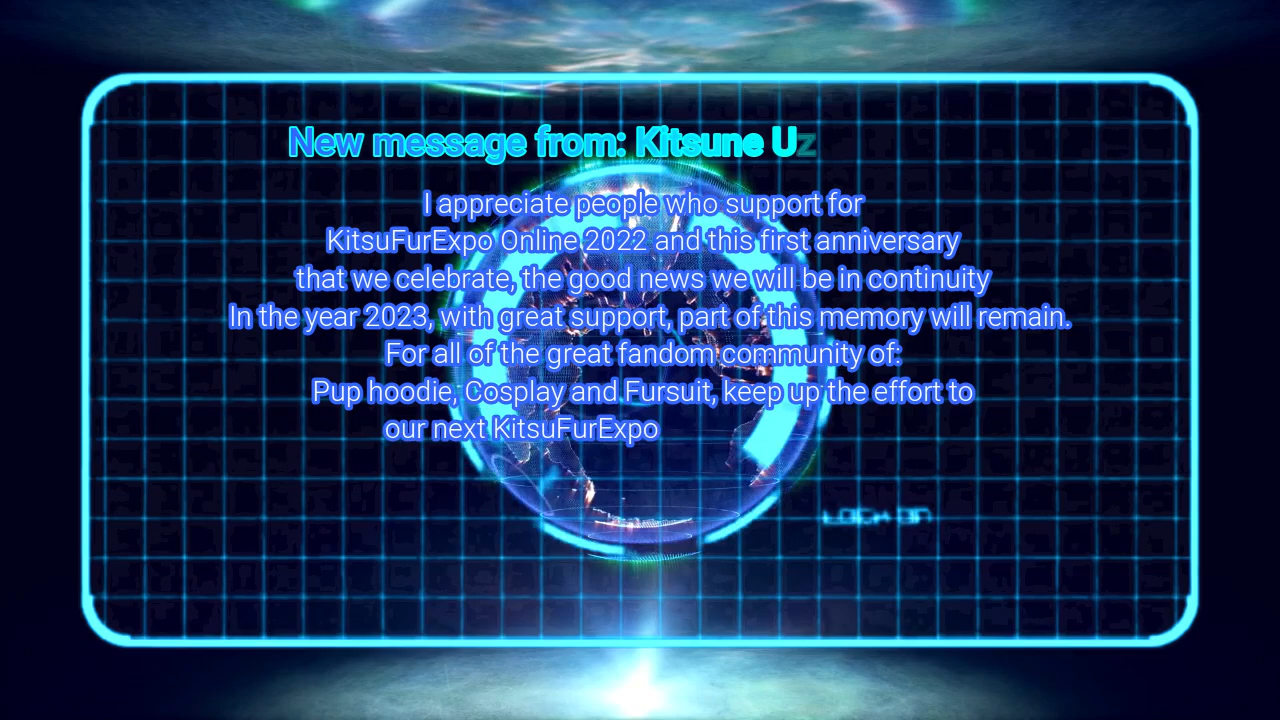 New message from: Kitsune Uz
I appreciate people who support for
KitsuFurExpo Online 2022 and this first anniversary
that we celebrate, the good news we will be in continuity
In the year 2023, with great support, part of this memory will remain.
For all of the great fandom community of:
Pup hoodie, Cosplay and Fursuit, keep up the effort to
our next KitsuFurExpo
LOCK ON